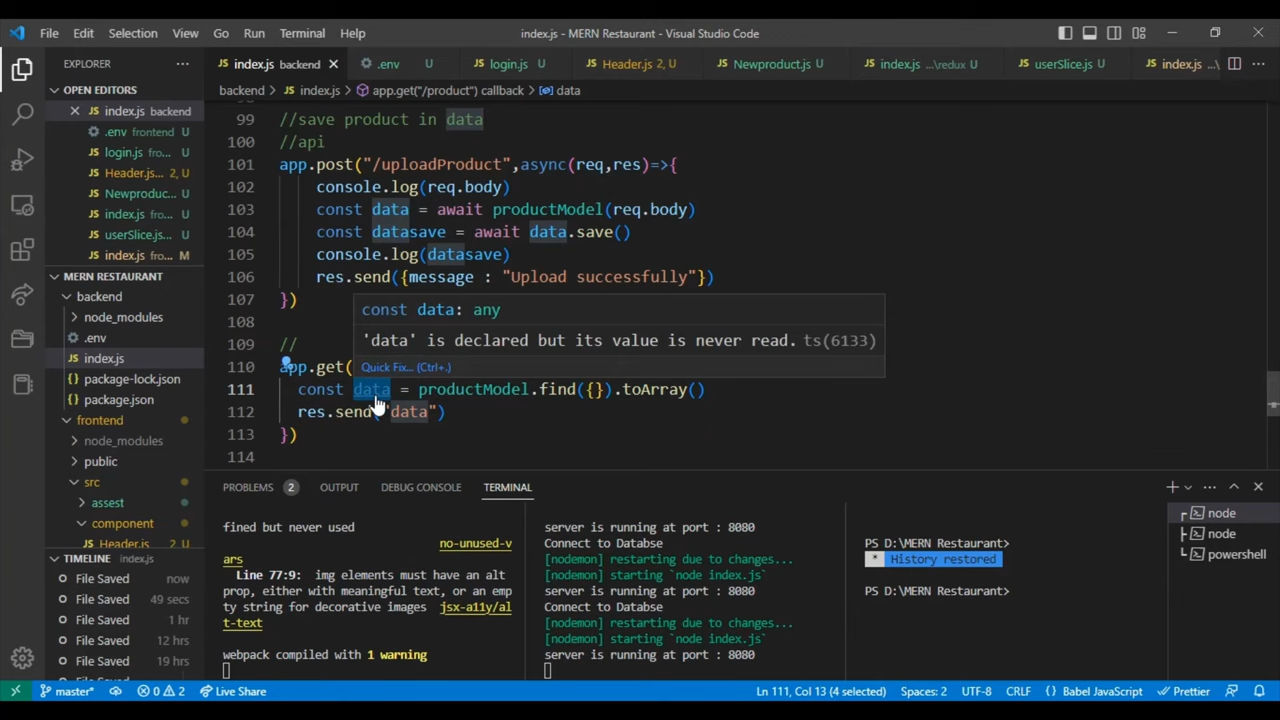 File Edit Selection View Go Run Terminal Help
index.js - MERN Restaurant - Visual Studio Code
EXPLORER
index.js backend
.env U
login.js U
Header.js 2, U
Newproduct.js U
index.js ...\redux U
userSlice.js U
index.js ...\
OPEN EDITORS
index.js backend
.env frontend U
login.js fro... U
Header.js... 2, U
Newproduc... U
index.js fro... U
userSlice.js... U
index.js fro... M
MERN RESTAURANT
backend
node_modules
.env
index.js
package-lock.json
package.json
frontend
node_modules
public
src
assest
component
Header.js 2, U
TIMELINE index.js
File Saved now
File Saved 49 secs
File Saved 1 hr
File Saved 12 hrs
File Saved 19 hrs
backend > index.js > app.get("/product") callback > data
99 //save product in data
100 //api
101 app.post("/uploadProduct",async(req,res)=>{
102 console.log(req.body)
103 const data = await productModel(req.body)
104 const datasave = await data.save()
105 console.log(datasave)
106 res.send({message : "Upload successfully"})
107 })
108
109 //
110 app.get(
111 const data = productModel.find({}).toArray()
112 res.send("data")
113 })
114
const data: any
'data' is declared but its value is never read. ts(6133)
Quick Fix... (Ctrl+.)
PROBLEMS 2 OUTPUT DEBUG CONSOLE TERMINAL
fined but never used
no-unused-v
ars
Line 77:9: img elements must have an alt
prop, either with meaningful text, or an emp
ty string for decorative images jsx-a11y/al
t-text
webpack compiled with 1 warning
server is running at port : 8080
Connect to Databse
[nodemon] restarting due to changes...
[nodemon] starting `node index.js`
server is running at port : 8080
Connect to Databse
[nodemon] restarting due to changes...
[nodemon] starting `node index.js`
server is running at port : 8080
PS D:\MERN Restaurant>
* History restored
PS D:\MERN Restaurant>
node
node
powershell
master* 0 2 Live Share
Ln 111, Col 13 (4 selected) Spaces: 2 UTF-8 CRLF {} Babel JavaScript Prettier